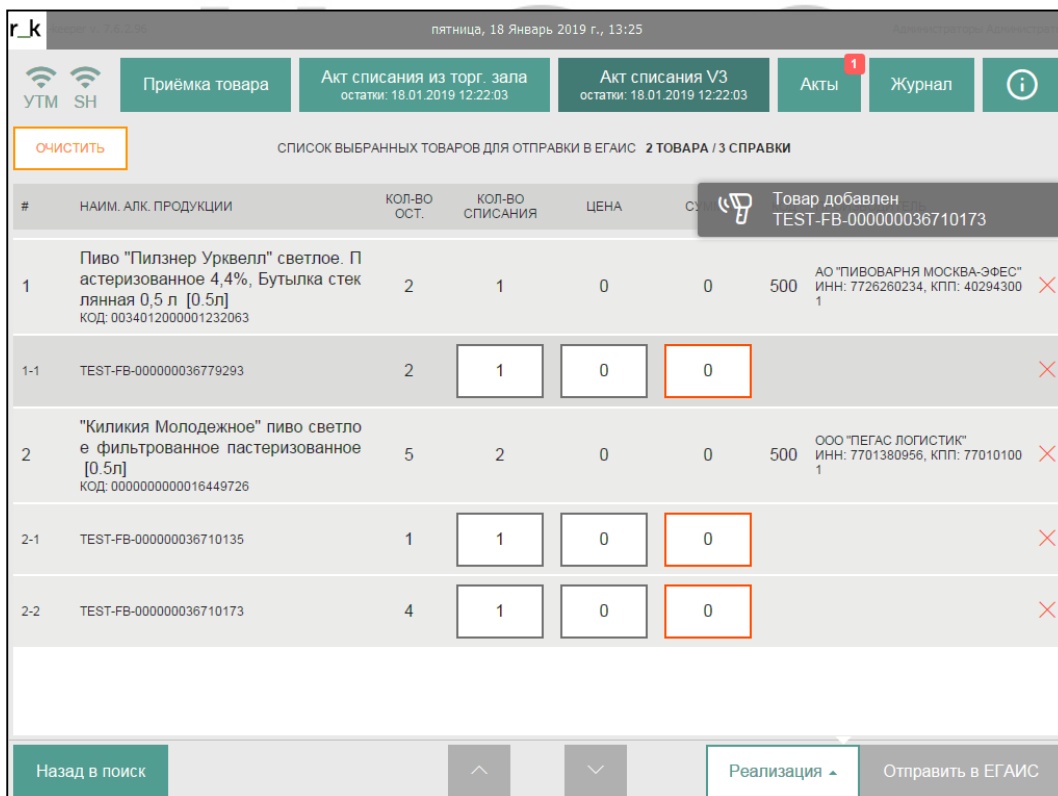 r_k
пятница, 18 Январь 2019 г., 13:25
УТМ SH
Приёмка товара
Акт списания из торг. зала
остатки: 18.01.2019 12:22:03
Акт списания V3
остатки: 18.01.2019 12:22:03
Акты 1
Журнал
ОЧИСТИТЬ
СПИСОК ВЫБРАННЫХ ТОВАРОВ ДЛЯ ОТПРАВКИ В ЕГАИС 2 ТОВАРА / 3 СПРАВКИ
# НАИМ. АЛК. ПРОДУКЦИИ КОЛ-ВО ОСТ. КОЛ-ВО СПИСАНИЯ ЦЕНА
Товар добавлен
TEST-FB-000000036710173
1 Пиво "Пилзнер Урквелл" светлое. П
астеризованное 4,4%, Бутылка стек
лянная 0,5 л [0.5л]
КОД: 0034012000001232063
2 1 0 0 500
АО "ПИВОВАРНЯ МОСКВА-ЭФЕС"
ИНН: 7726260234, КПП: 40294300
1
1-1 TEST-FB-000000036779293 2 1 0 0
2 "Киликия Молодежное" пиво светло
е фильтрованное пастеризованное
[0.5л]
КОД: 0000000000016449726
5 2 0 0 500
ООО "ПЕГАС ЛОГИСТИК"
ИНН: 7701380956, КПП: 77010100
1
2-1 TEST-FB-000000036710135 1 1 0 0
2-2 TEST-FB-000000036710173 4 1 0 0
Назад в поиск
Реализация
Отправить в ЕГАИС